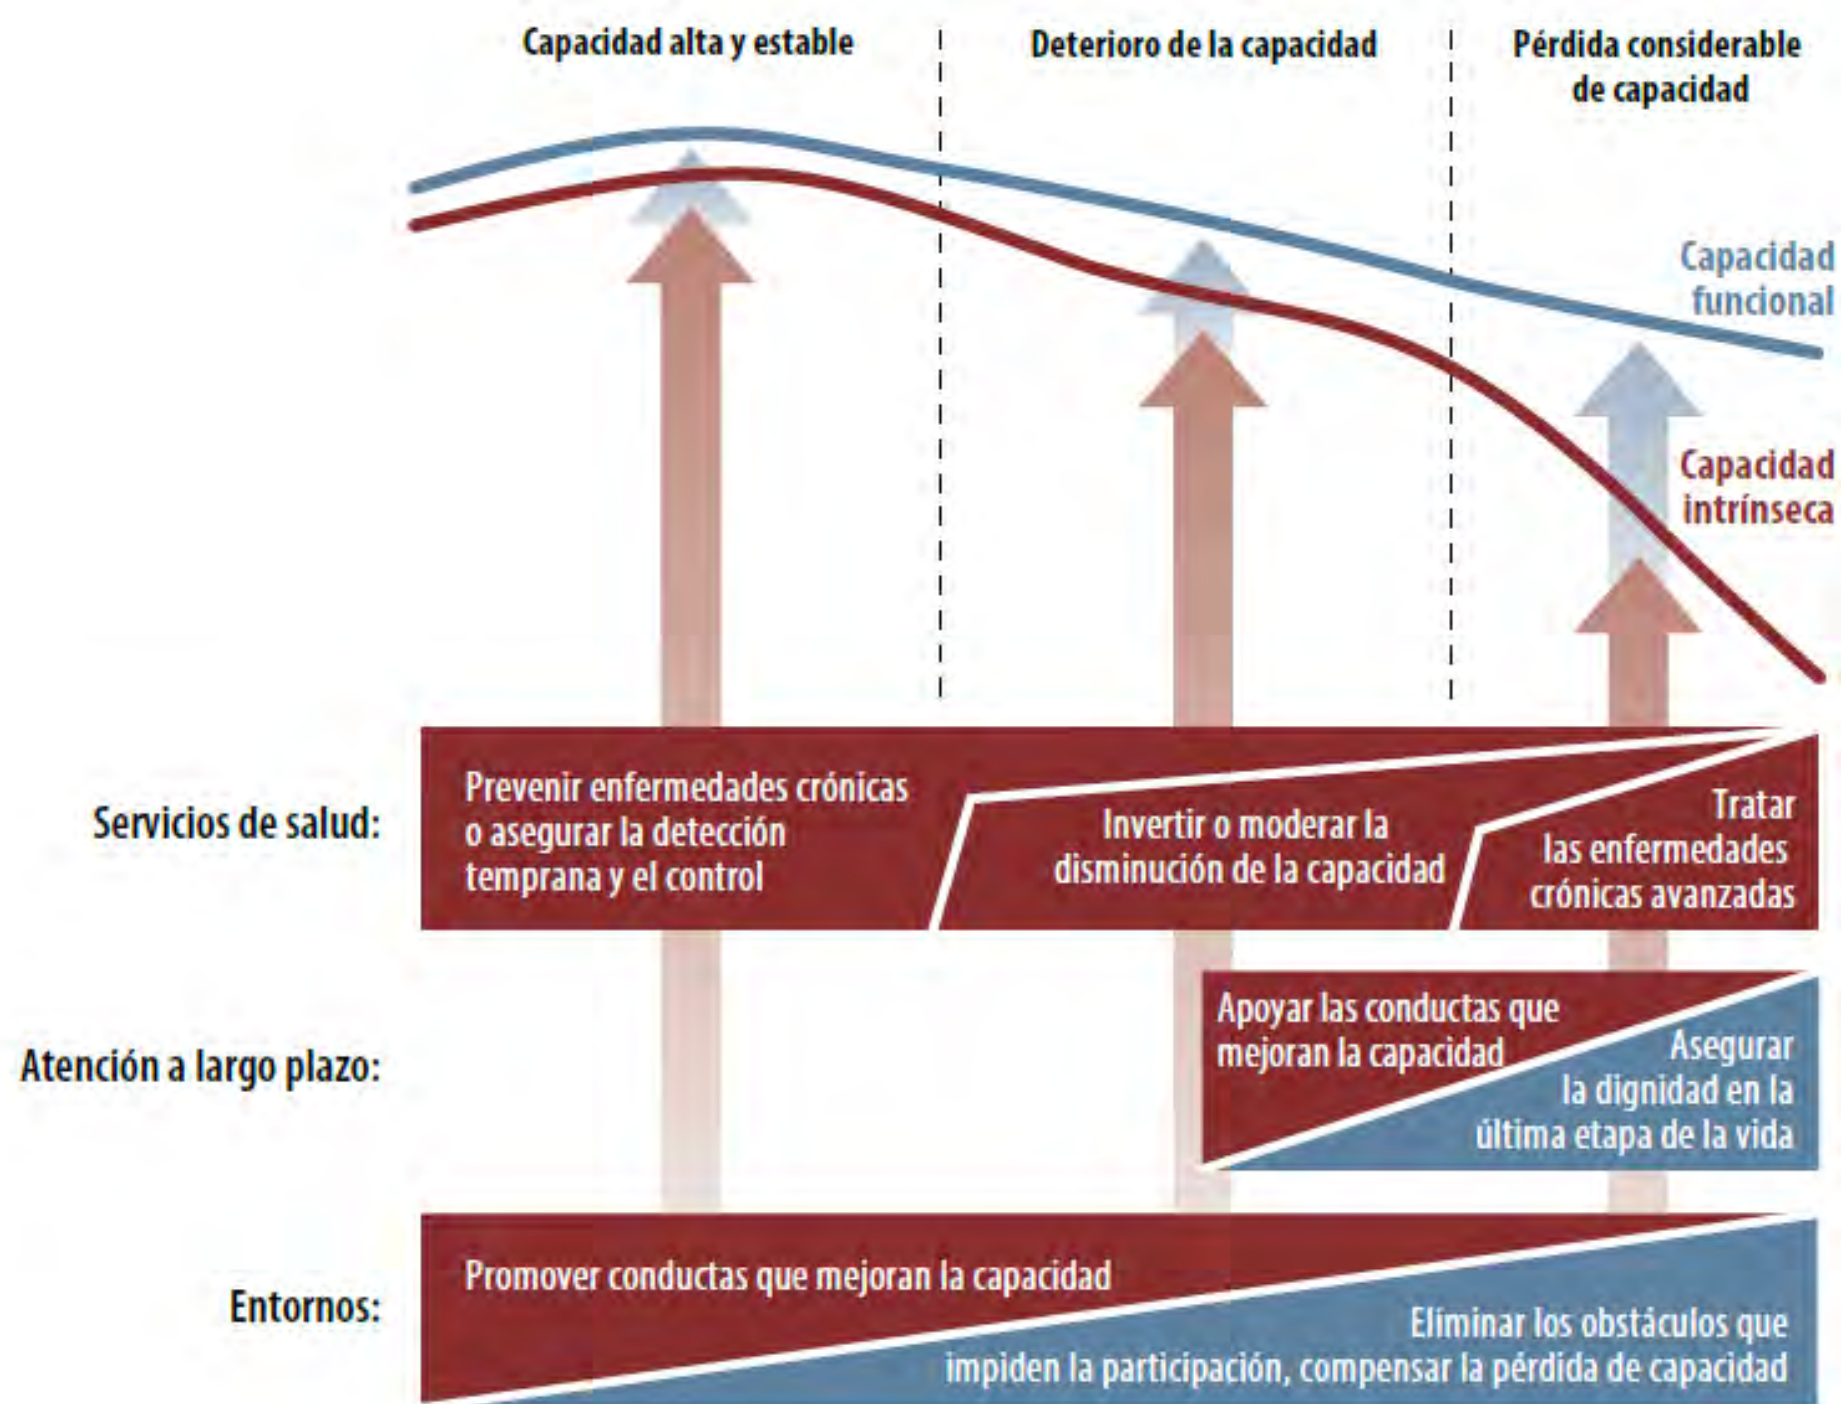 Capacidad alta y estable
Deterioro de la capacidad
Pérdida considerable
de capacidad
Capacidad
funcional
Capacidad
intrínseca
Servicios de salud:
Prevenir enfermedades crónicas
o asegurar la detección
temprana y el control
Invertir o moderar la
disminución de la capacidad
Tratar
las enfermedades
crónicas avanzadas
Atención a largo plazo:
Apoyar las conductas que
mejoran la capacidad
Asegurar
la dignidad en la
última etapa de la vida
Entornos:
Promover conductas que mejoran la capacidad
Eliminar los obstáculos que
impiden la participación, compensar la pérdida de capacidad